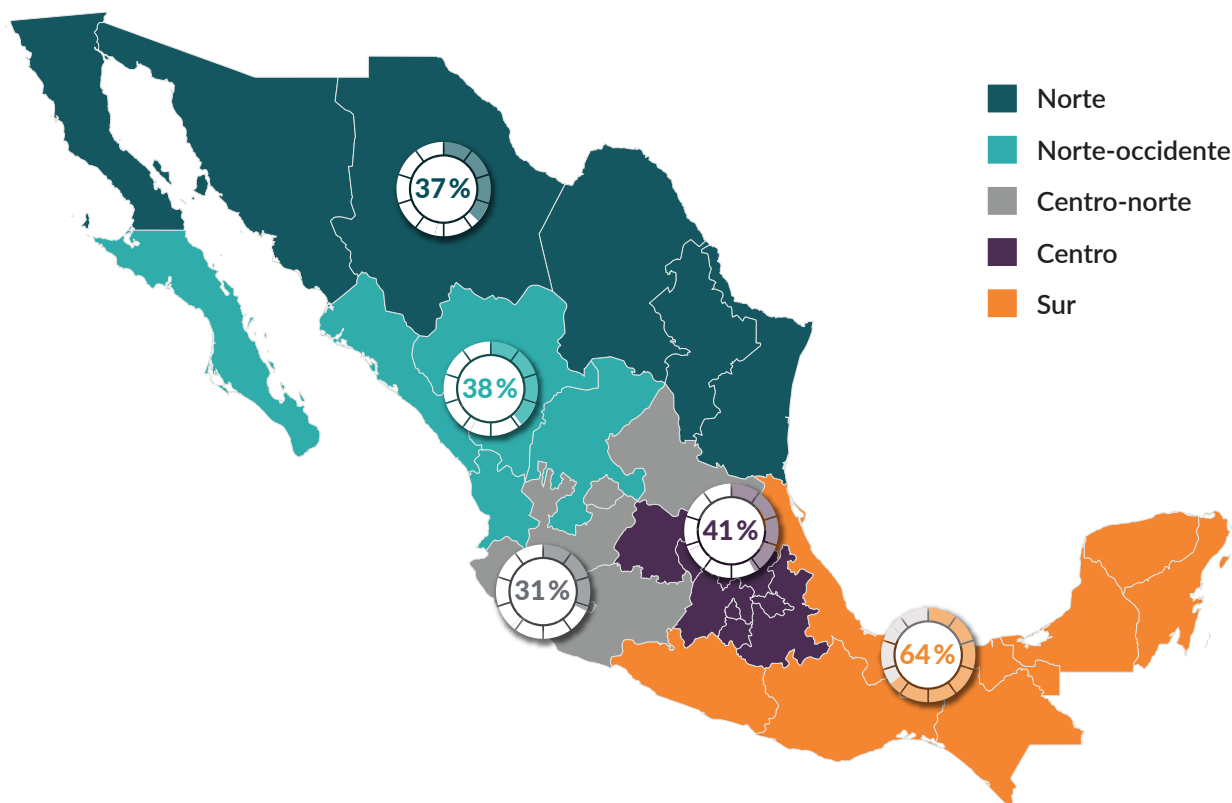 Norte
Norte-occidente
Centro-norte
Centro
Sur
37%
38%
41%
31%
64%